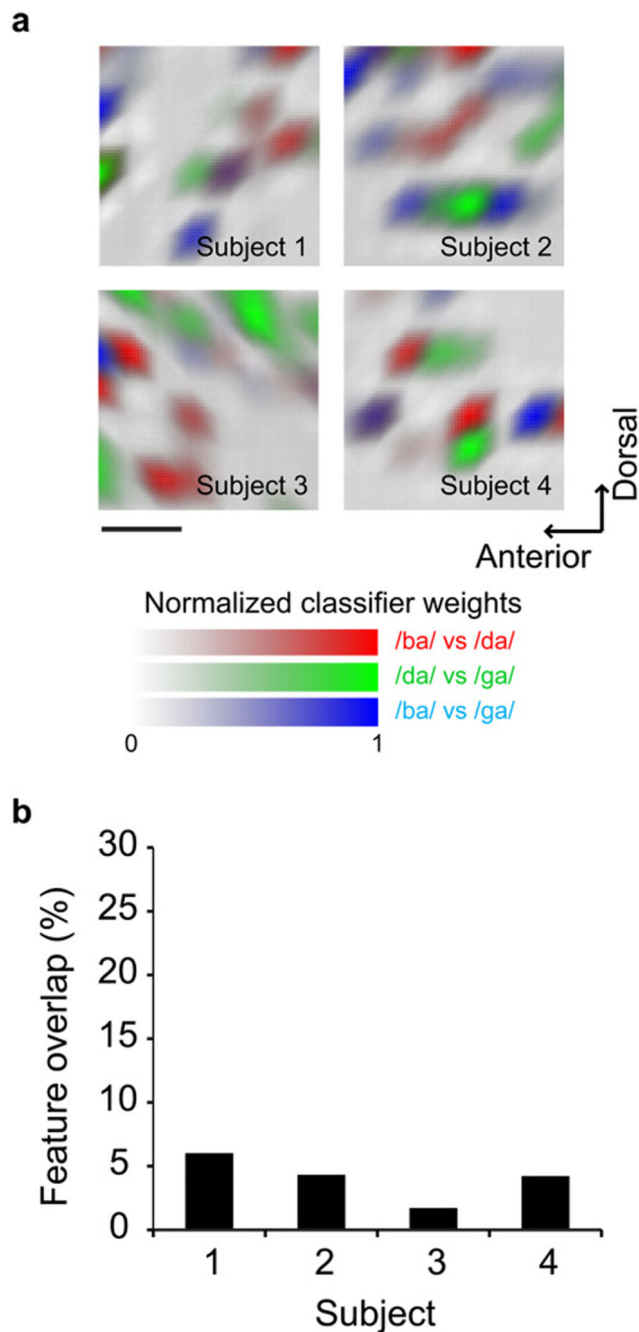 a
Subject 1
Subject 2
Subject 3
Subject 4
Dorsal
Anterior
Normalized classifier weights
/ba/ vs /da/
/da/ vs /ga/
/ba/ vs /ga/
0 1
b
Feature overlap (%)
30
25
20
15
10
5
0
1 2 3 4
Subject